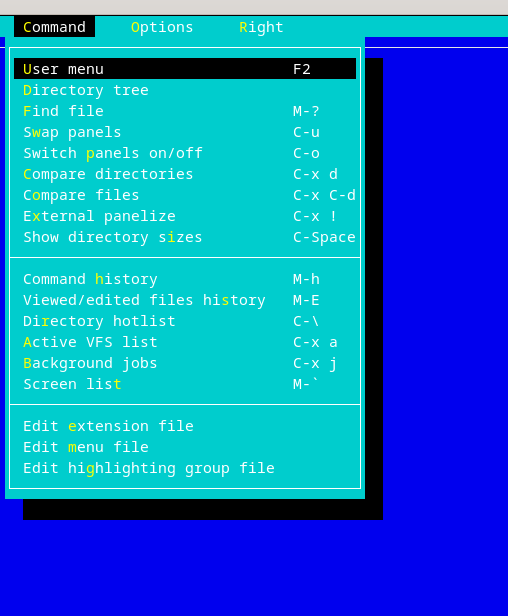 Command Options Right
User menu F2
Directory tree
Find file M-?
Swap panels C-u
Switch panels on/off C-o
Compare directories C-x d
Compare files C-x C-d
External panelize C-x !
Show directory sizes C-Space
Command history M-h
Viewed/edited files history M-E
Directory hotlist C-\
Active VFS list C-x a
Background jobs C-x j
Screen list M-`
Edit extension file
Edit menu file
Edit highlighting group file